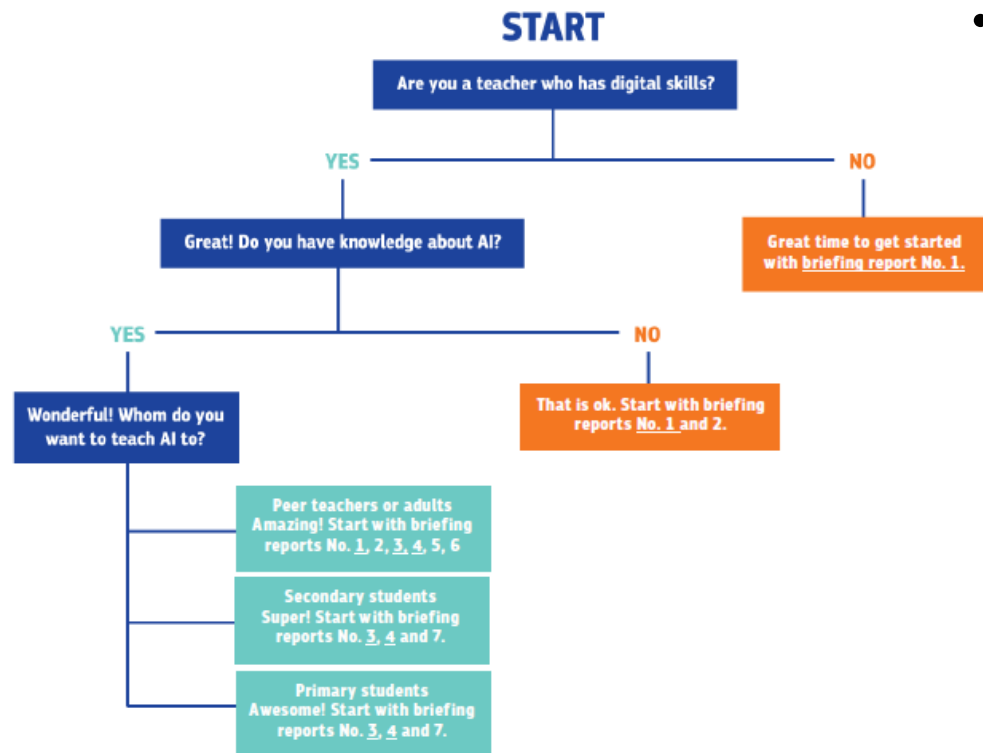 START
Are you a teacher who has digital skills?
YES
NO
Great! Do you have knowledge about AI?
Great time to get started
with briefing report No. 1.
YES
NO
Wonderful! Whom do you
want to teach AI to?
That is ok. Start with briefing
reports No. 1 and 2.
Peer teachers or adults
Amazing! Start with briefing
reports No. 1, 2, 3, 4, 5, 6
Secondary students
Super! Start with briefing
reports No. 3, 4 and 7.
Primary students
Awesome! Start with briefing
reports No. 3, 4 and 7.